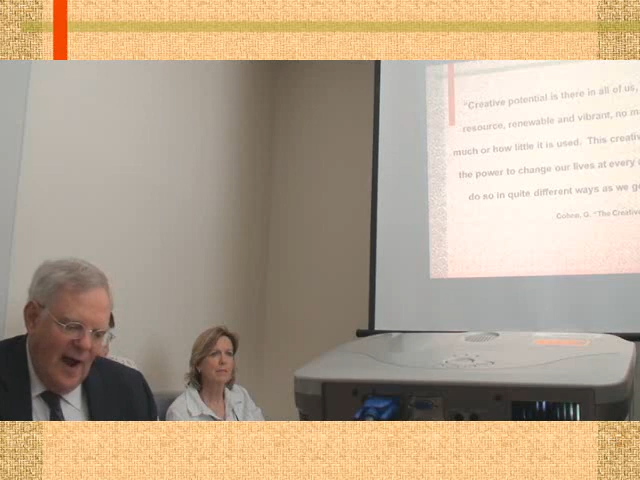 "Creative potential is there in all of us,
resource, renewable and vibrant, no
much or how little it is used. This
the power to change our lives at every
do so in quite different ways as we
Cohen, G. "The Creative